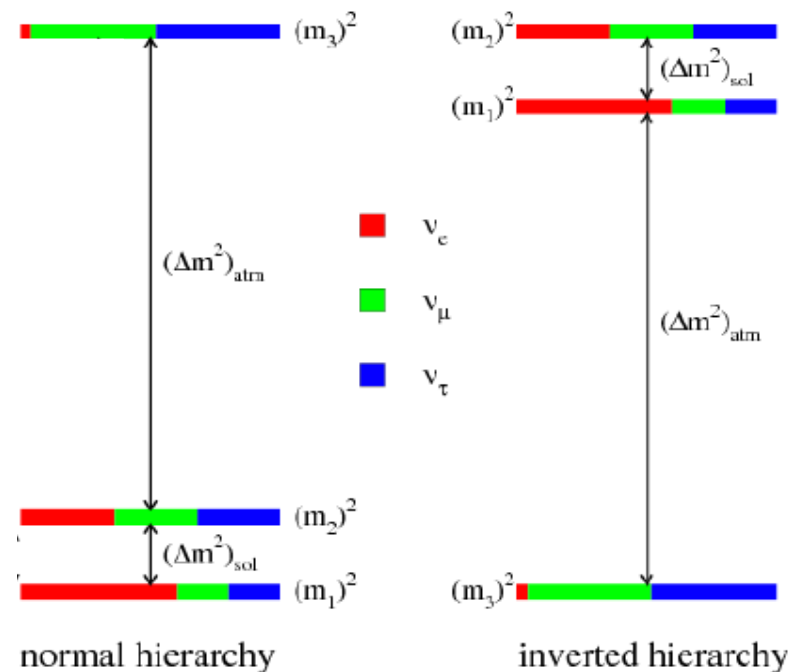 (m₃)²
(m₂)²
(Δm²)sol
(m₁)²
νe
(Δm²)atm
νμ
(Δm²)atm
ντ
(m₂)²
(Δm²)sol
(m₁)²
(m₃)²
normal hierarchy
inverted hierarchy